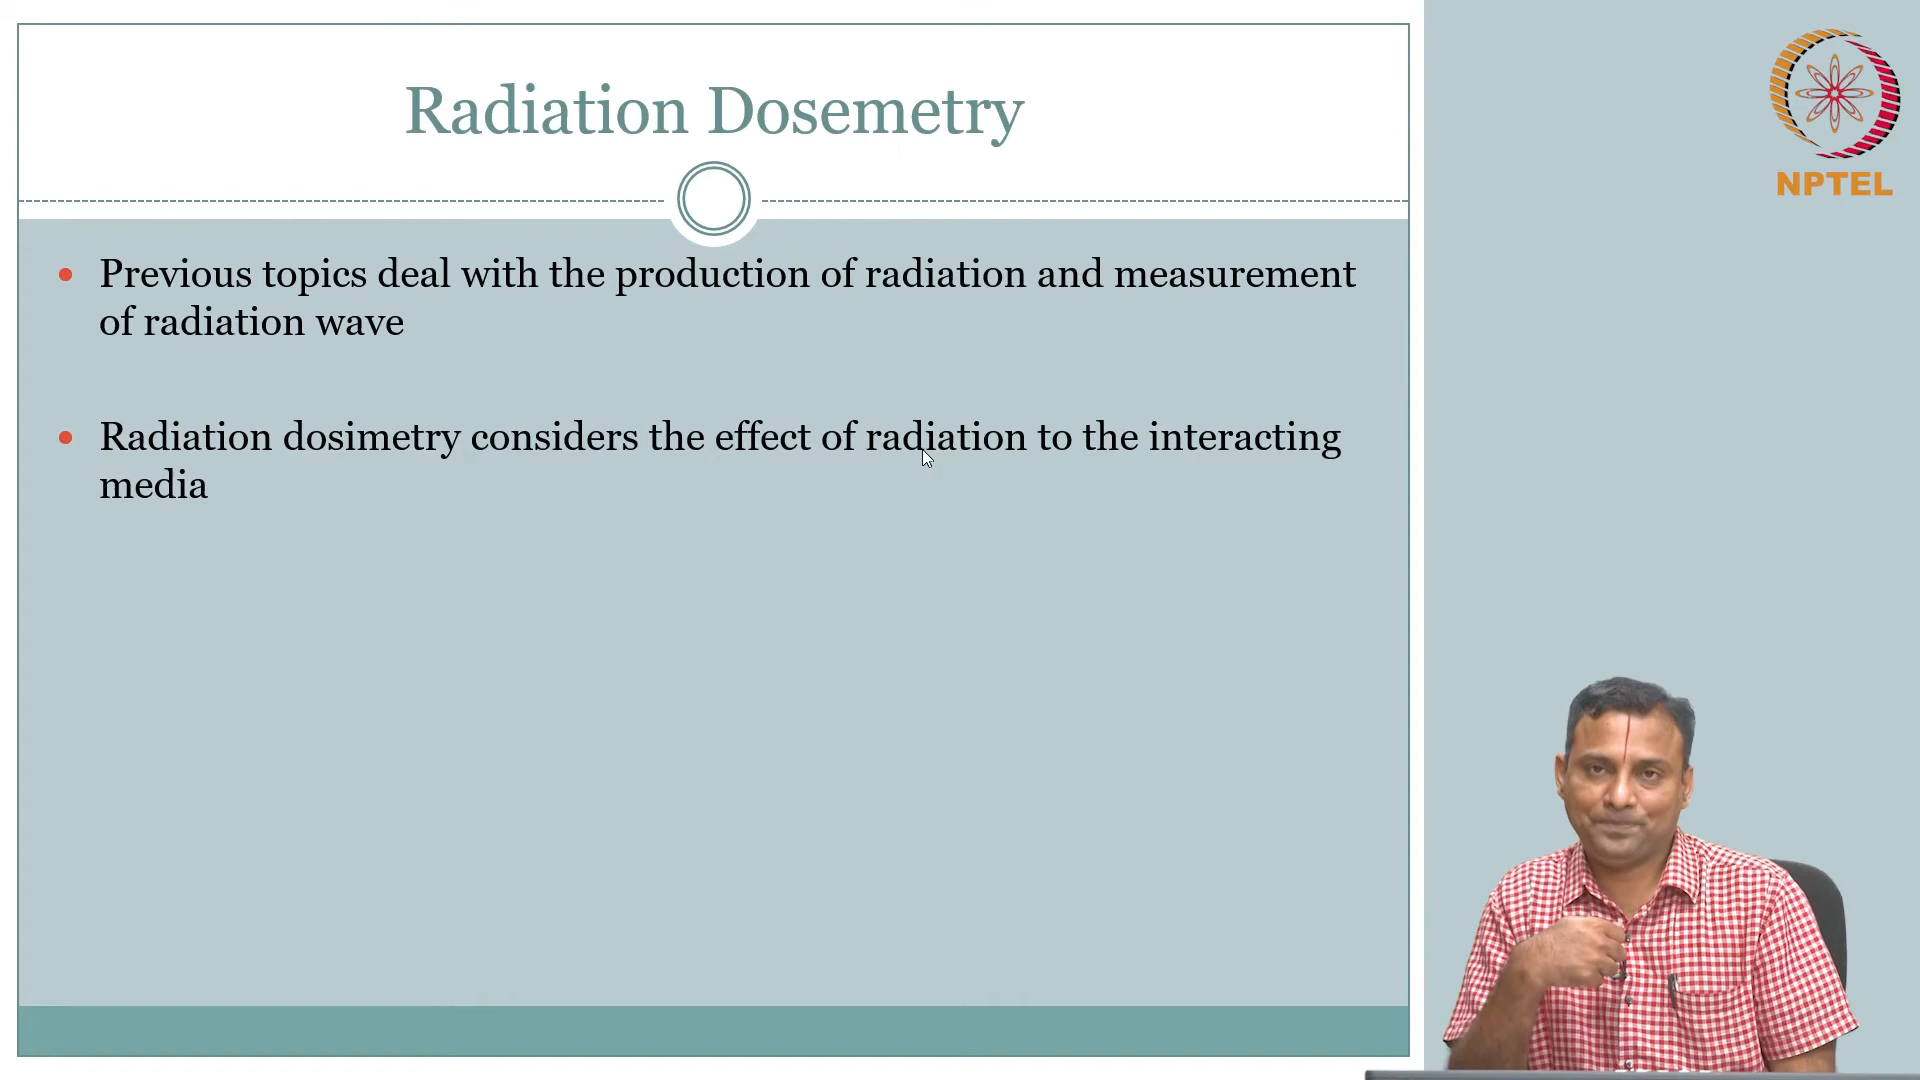 Radiation Dosemetry
NPTEL
Previous topics deal with the production of radiation and measurement
of radiation wave
Radiation dosimetry considers the effect of radiation to the interacting
media